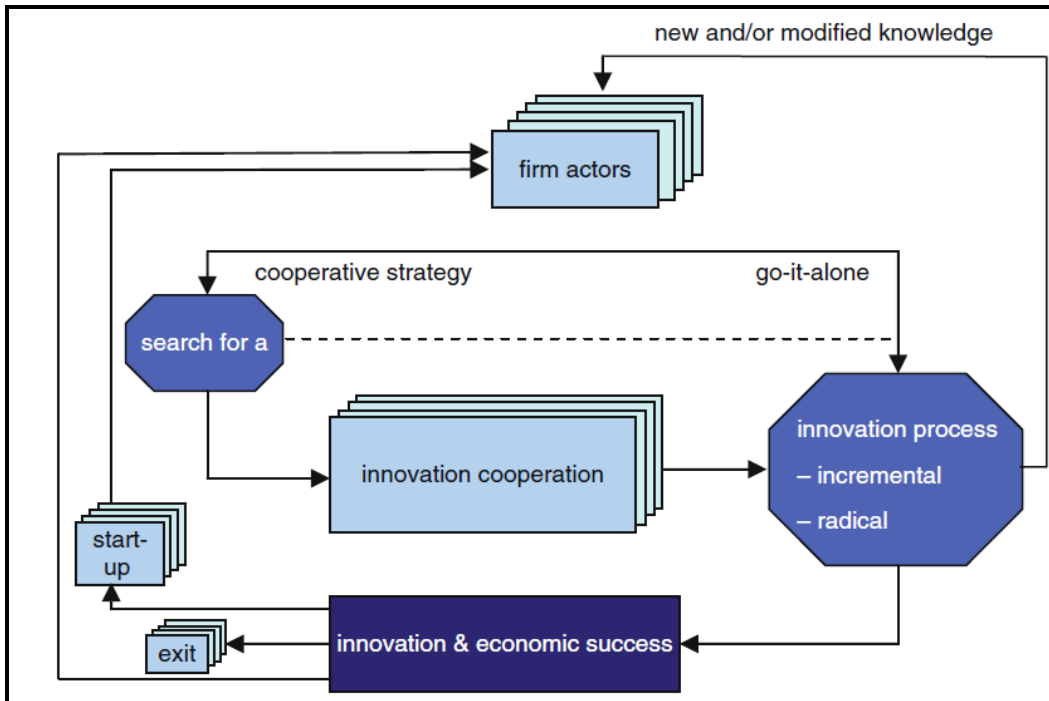 new and/or modified knowledge
firm actors
cooperative strategy
go-it-alone
search for a
innovation process
– incremental
– radical
innovation cooperation
start-
up
innovation & economic success
exit